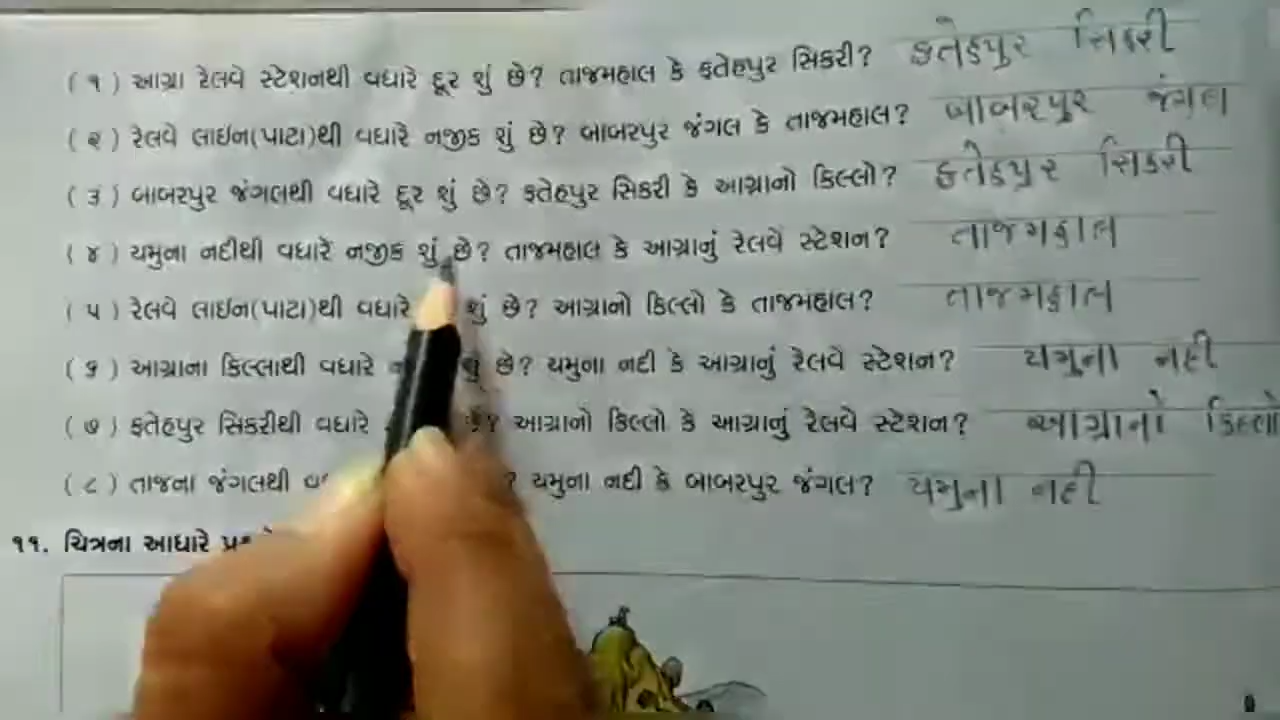 (૧) આગ્રા રેલવે સ્ટેશનથી વધારે દૂર શું છે? તાજમહાલ કે ફતેહપુર સિકરી? ફતેહપુર સિકરી
(૨) રેલવે લાઈન(પાટા)થી વધારે નજીક શું છે? બાબરપુર જંગલ કે તાજમહાલ? બાબરપુર જંગલ
(૩) બાબરપુર જંગલથી વધારે દૂર શું છે? ફતેહપુર સિકરી કે આગ્રાનો કિલ્લો? ફતેહપુર સિકરી
(૪) યમુના નદીથી વધારે નજીક શું છે? તાજમહાલ કે આગ્રાનું રેલવે સ્ટેશન? તાજમહાલ
(૫) રેલવે લાઈન(પાટા)થી વધારે શું છે? આગ્રાનો કિલ્લો કે તાજમહાલ? તાજમહાલ
(૬) આગ્રાના કિલ્લાથી વધારે શું છે? યમુના નદી કે આગ્રાનું રેલવે સ્ટેશન? યમુના નદી
(૭) ફતેહપુર સિકરીથી વધારે આગ્રાનો કિલ્લો કે આગ્રાનું રેલવે સ્ટેશન? આગ્રાનો કિલ્લો
(૮) તાજના જંગલથી ? યમુના નદી કે બાબરપુર જંગલ? યમુના નદી
૧૧. ચિત્રના આધારે